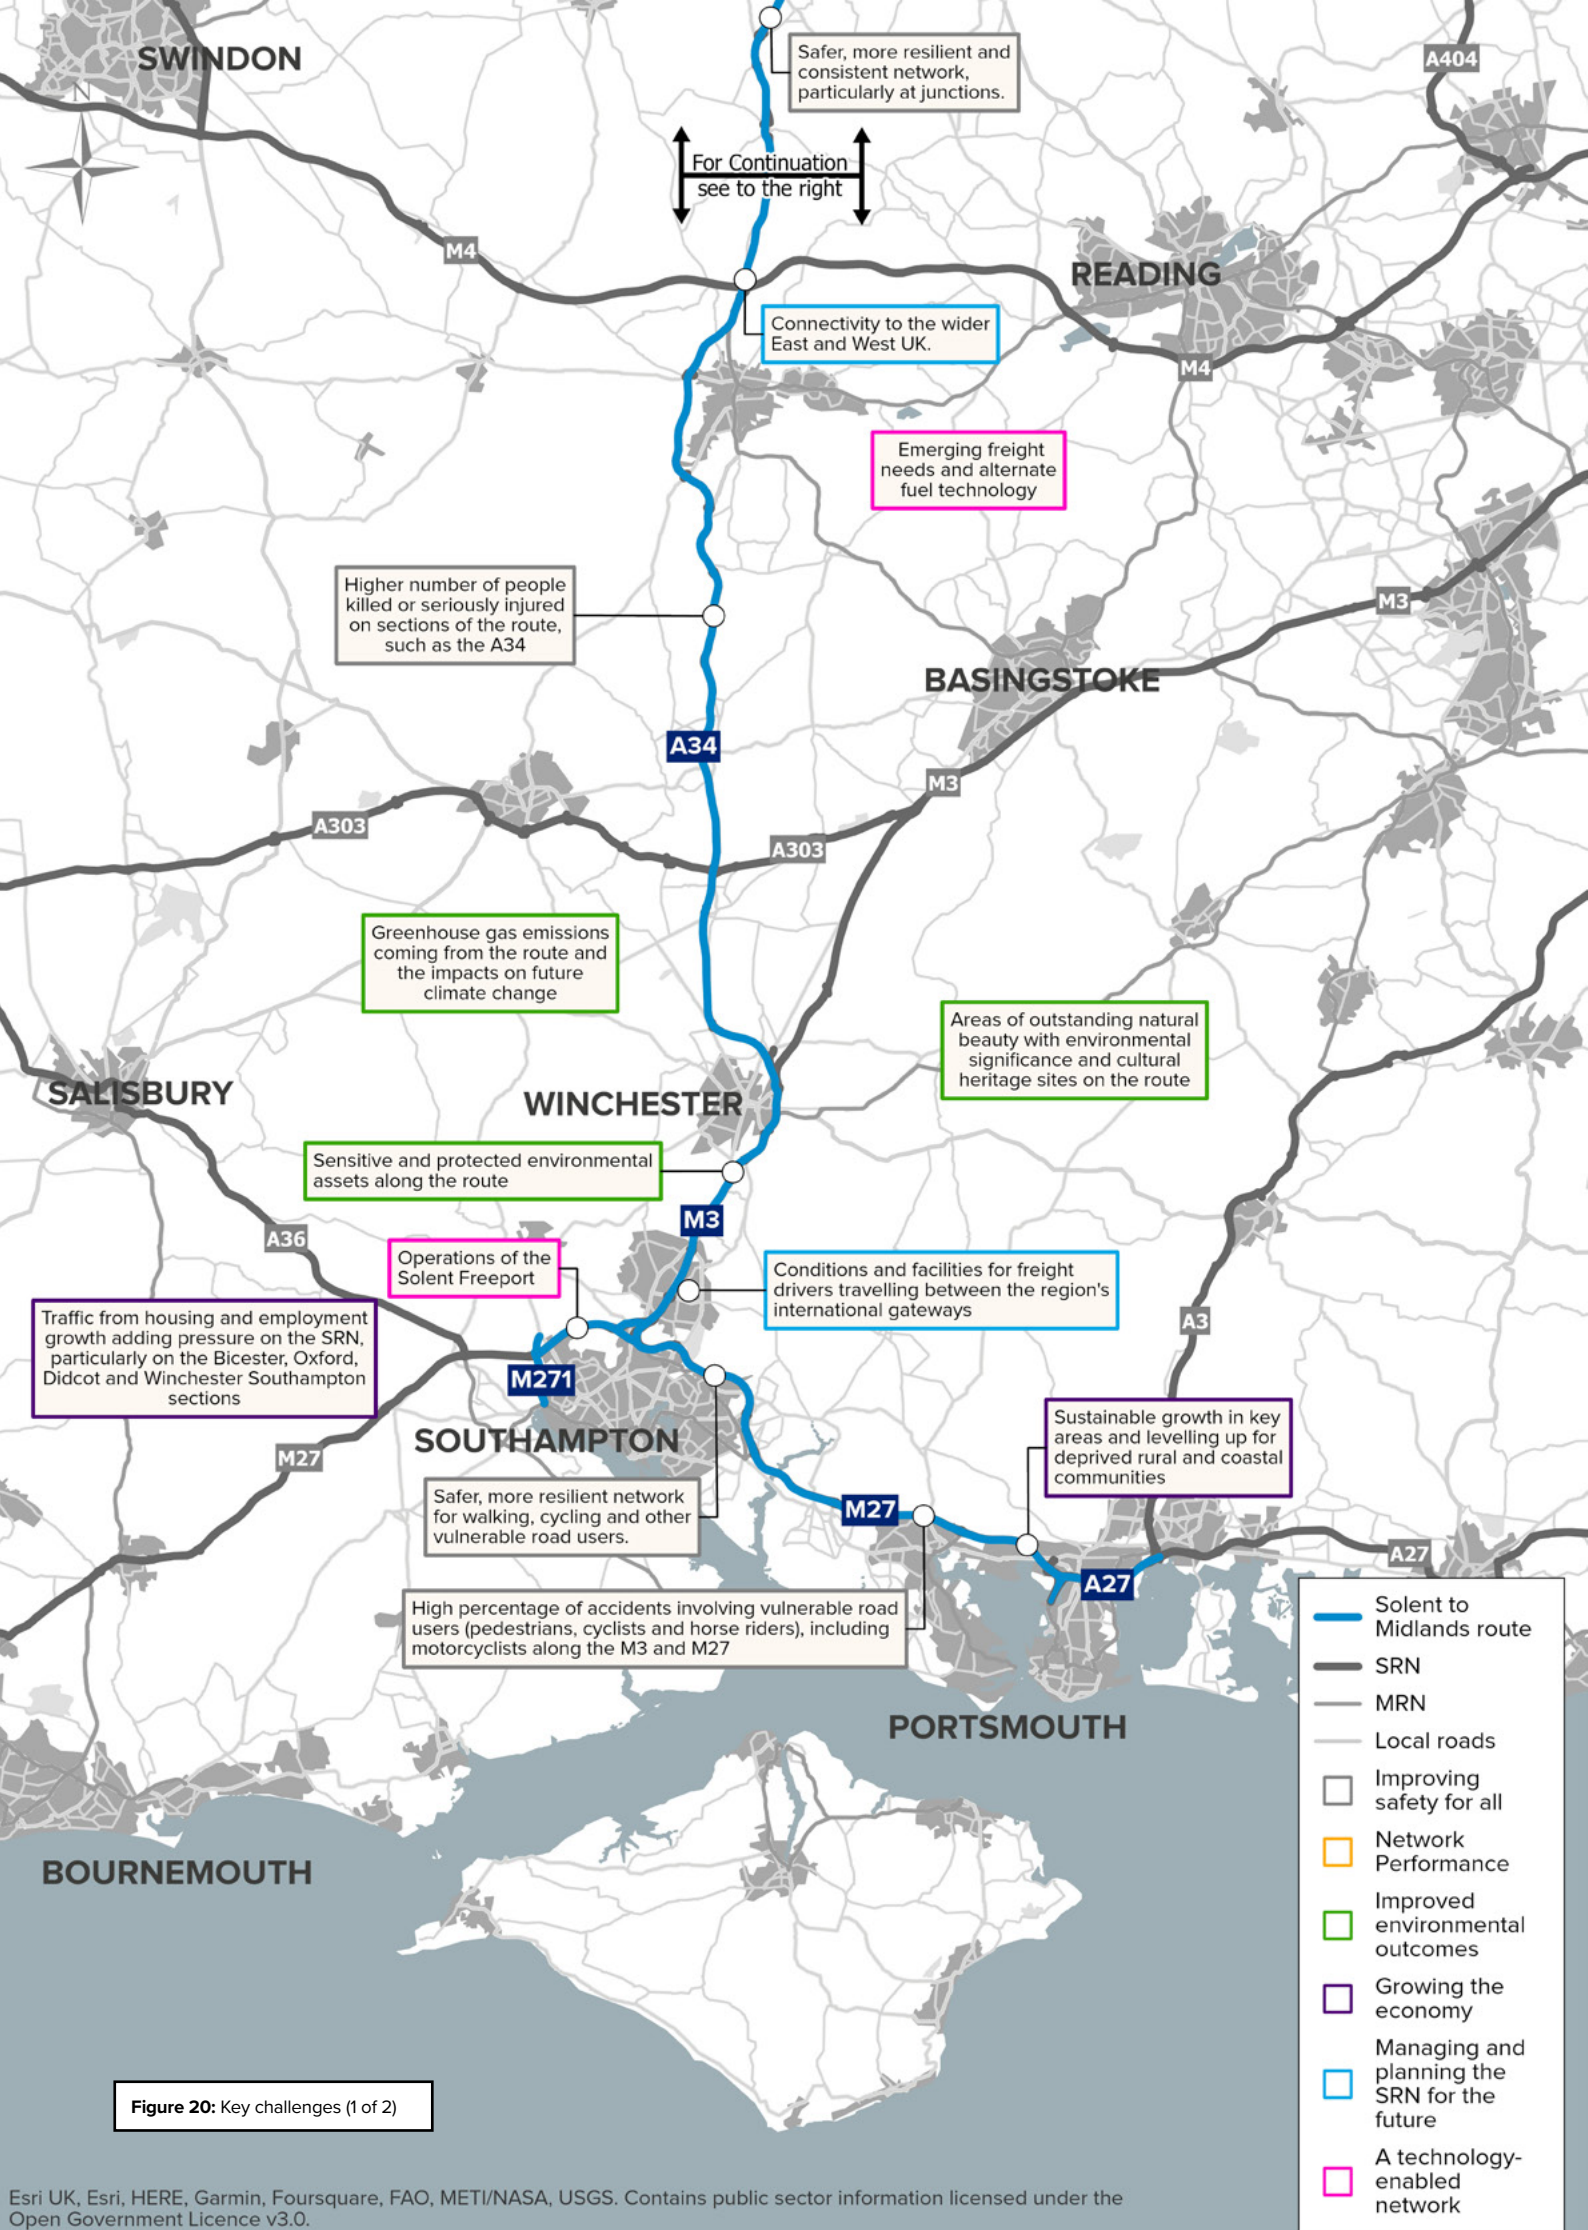 SWINDON
N
Safer, more resilient and
consistent network,
particularly at junctions.
A404
For Continuation
see to the right
M4
READING
Connectivity to the wider
East and West UK.
M4
Emerging freight
needs and alternate
fuel technology
Higher number of people
killed or seriously injured
on sections of the route,
such as the A34
M3
BASINGSTOKE
A34
M3
A303
A303
Greenhouse gas emissions
coming from the route and
the impacts on future
climate change
Areas of outstanding natural
beauty with environmental
significance and cultural
heritage sites on the route
SALISBURY
WINCHESTER
Sensitive and protected environmental
assets along the route
M3
A36
Operations of the
Solent Freeport
Conditions and facilities for freight
drivers travelling between the region's
international gateways
Traffic from housing and employment
growth adding pressure on the SRN,
particularly on the Bicester, Oxford,
Didcot and Winchester Southampton
sections
A3
M271
SOUTHAMPTON
M27
Sustainable growth in key
areas and levelling up for
deprived rural and coastal
communities
Safer, more resilient network
for walking, cycling and other
vulnerable road users.
M27
A27
A27
High percentage of accidents involving vulnerable road
users (pedestrians, cyclists and horse riders), including
motorcyclists along the M3 and M27
PORTSMOUTH
BOURNEMOUTH
Solent to
Midlands route
SRN
MRN
Local roads
Improving
safety for all
Network
Performance
Improved
environmental
outcomes
Growing the
economy
Managing and
planning the
SRN for the
future
A technology-
enabled
network
Figure 20: Key challenges (1 of 2)
Esri UK, Esri, HERE, Garmin, Foursquare, FAO, METI/NASA, USGS. Contains public sector information licensed under the
Open Government Licence v3.0.